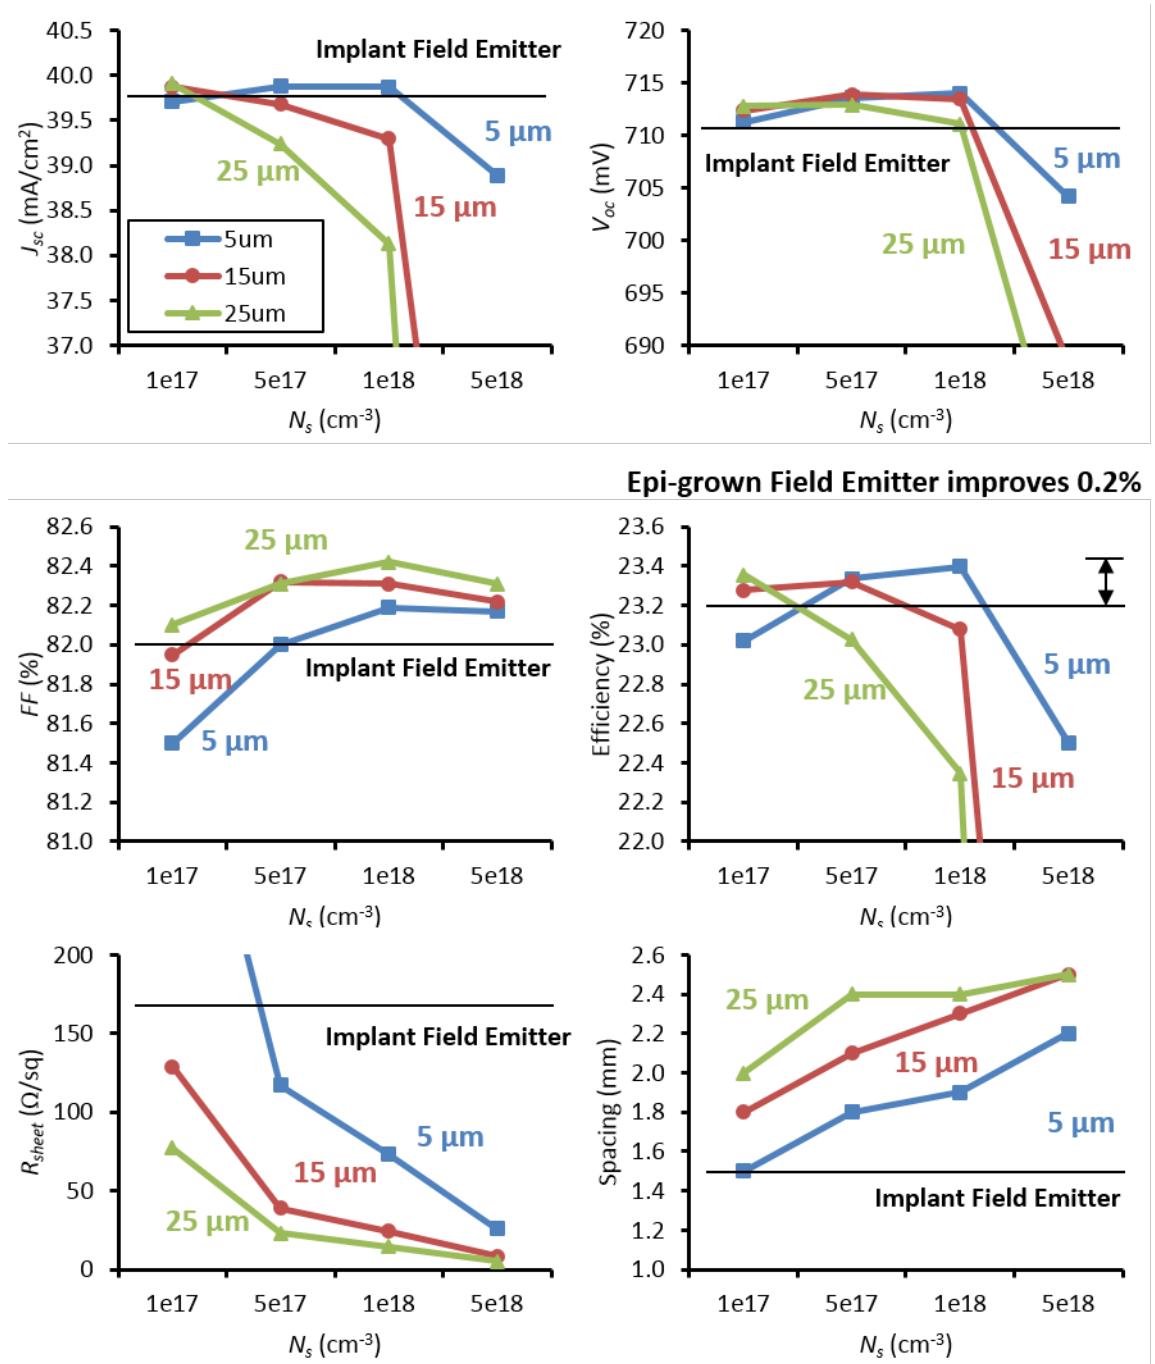 40.5
40.0
39.5
39.0
38.5
38.0
37.5
37.0
J_sc (mA/cm²)
Implant Field Emitter
5 µm
25 µm
15 µm
5um
15um
25um
1e17 5e17 1e18 5e18
N_s (cm⁻³)
720
715
710
705
700
695
690
V_oc (mV)
Implant Field Emitter
5 µm
25 µm
15 µm
1e17 5e17 1e18 5e18
N_s (cm⁻³)
Epi-grown Field Emitter improves 0.2%
82.6
82.4
82.2
82.0
81.8
81.6
81.4
81.2
81.0
FF (%)
25 µm
Implant Field Emitter
15 µm
5 µm
1e17 5e17 1e18 5e18
N_s (cm⁻³)
23.6
23.4
23.2
23.0
22.8
22.6
22.4
22.2
22.0
Efficiency (%)
5 µm
25 µm
15 µm
1e17 5e17 1e18 5e18
N_s (cm⁻³)
200
150
100
50
0
R_sheet (Ω/sq)
Implant Field Emitter
5 µm
15 µm
25 µm
1e17 5e17 1e18 5e18
N_s (cm⁻³)
2.6
2.4
2.2
2.0
1.8
1.6
1.4
1.2
1.0
Spacing (mm)
25 µm
15 µm
5 µm
Implant Field Emitter
1e17 5e17 1e18 5e18
N_s (cm⁻³)